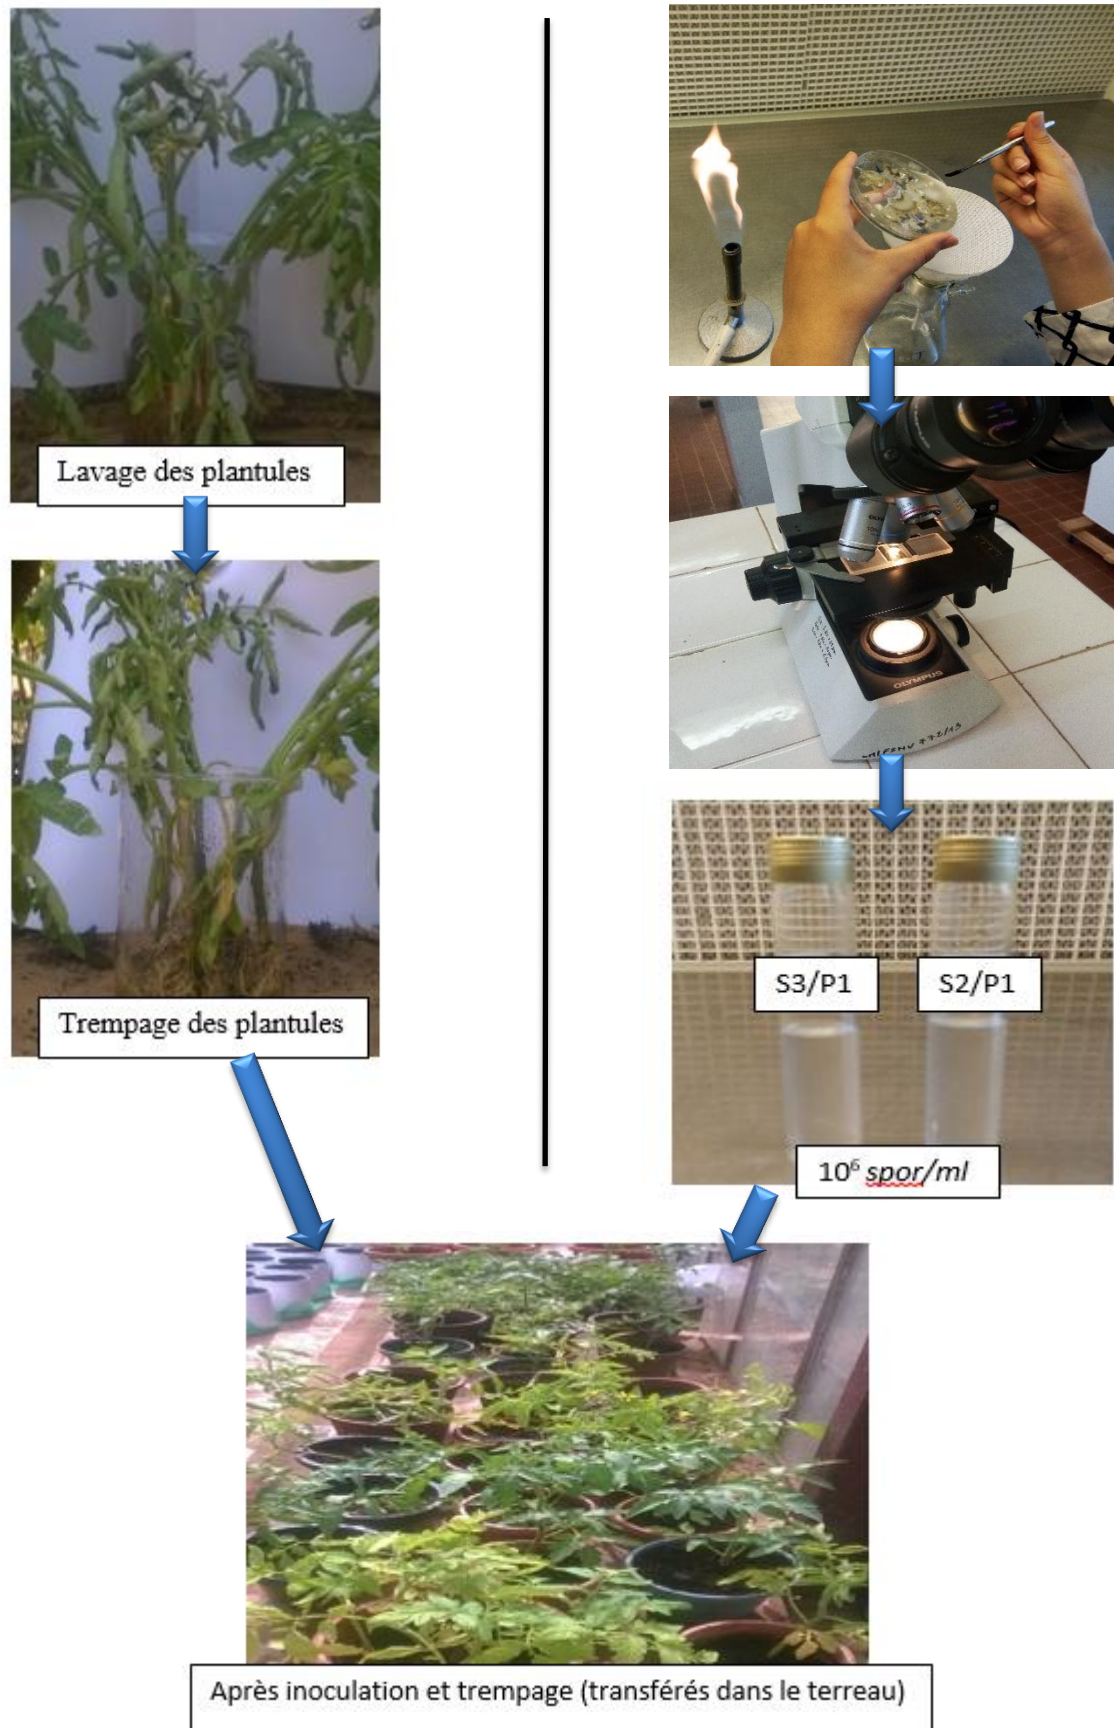 Lavage des plantules
Trempage des plantules
OLYMPUS
S3/P1
S2/P1
10⁶ spor/ml
Après inoculation et trempage (transférés dans le terreau)